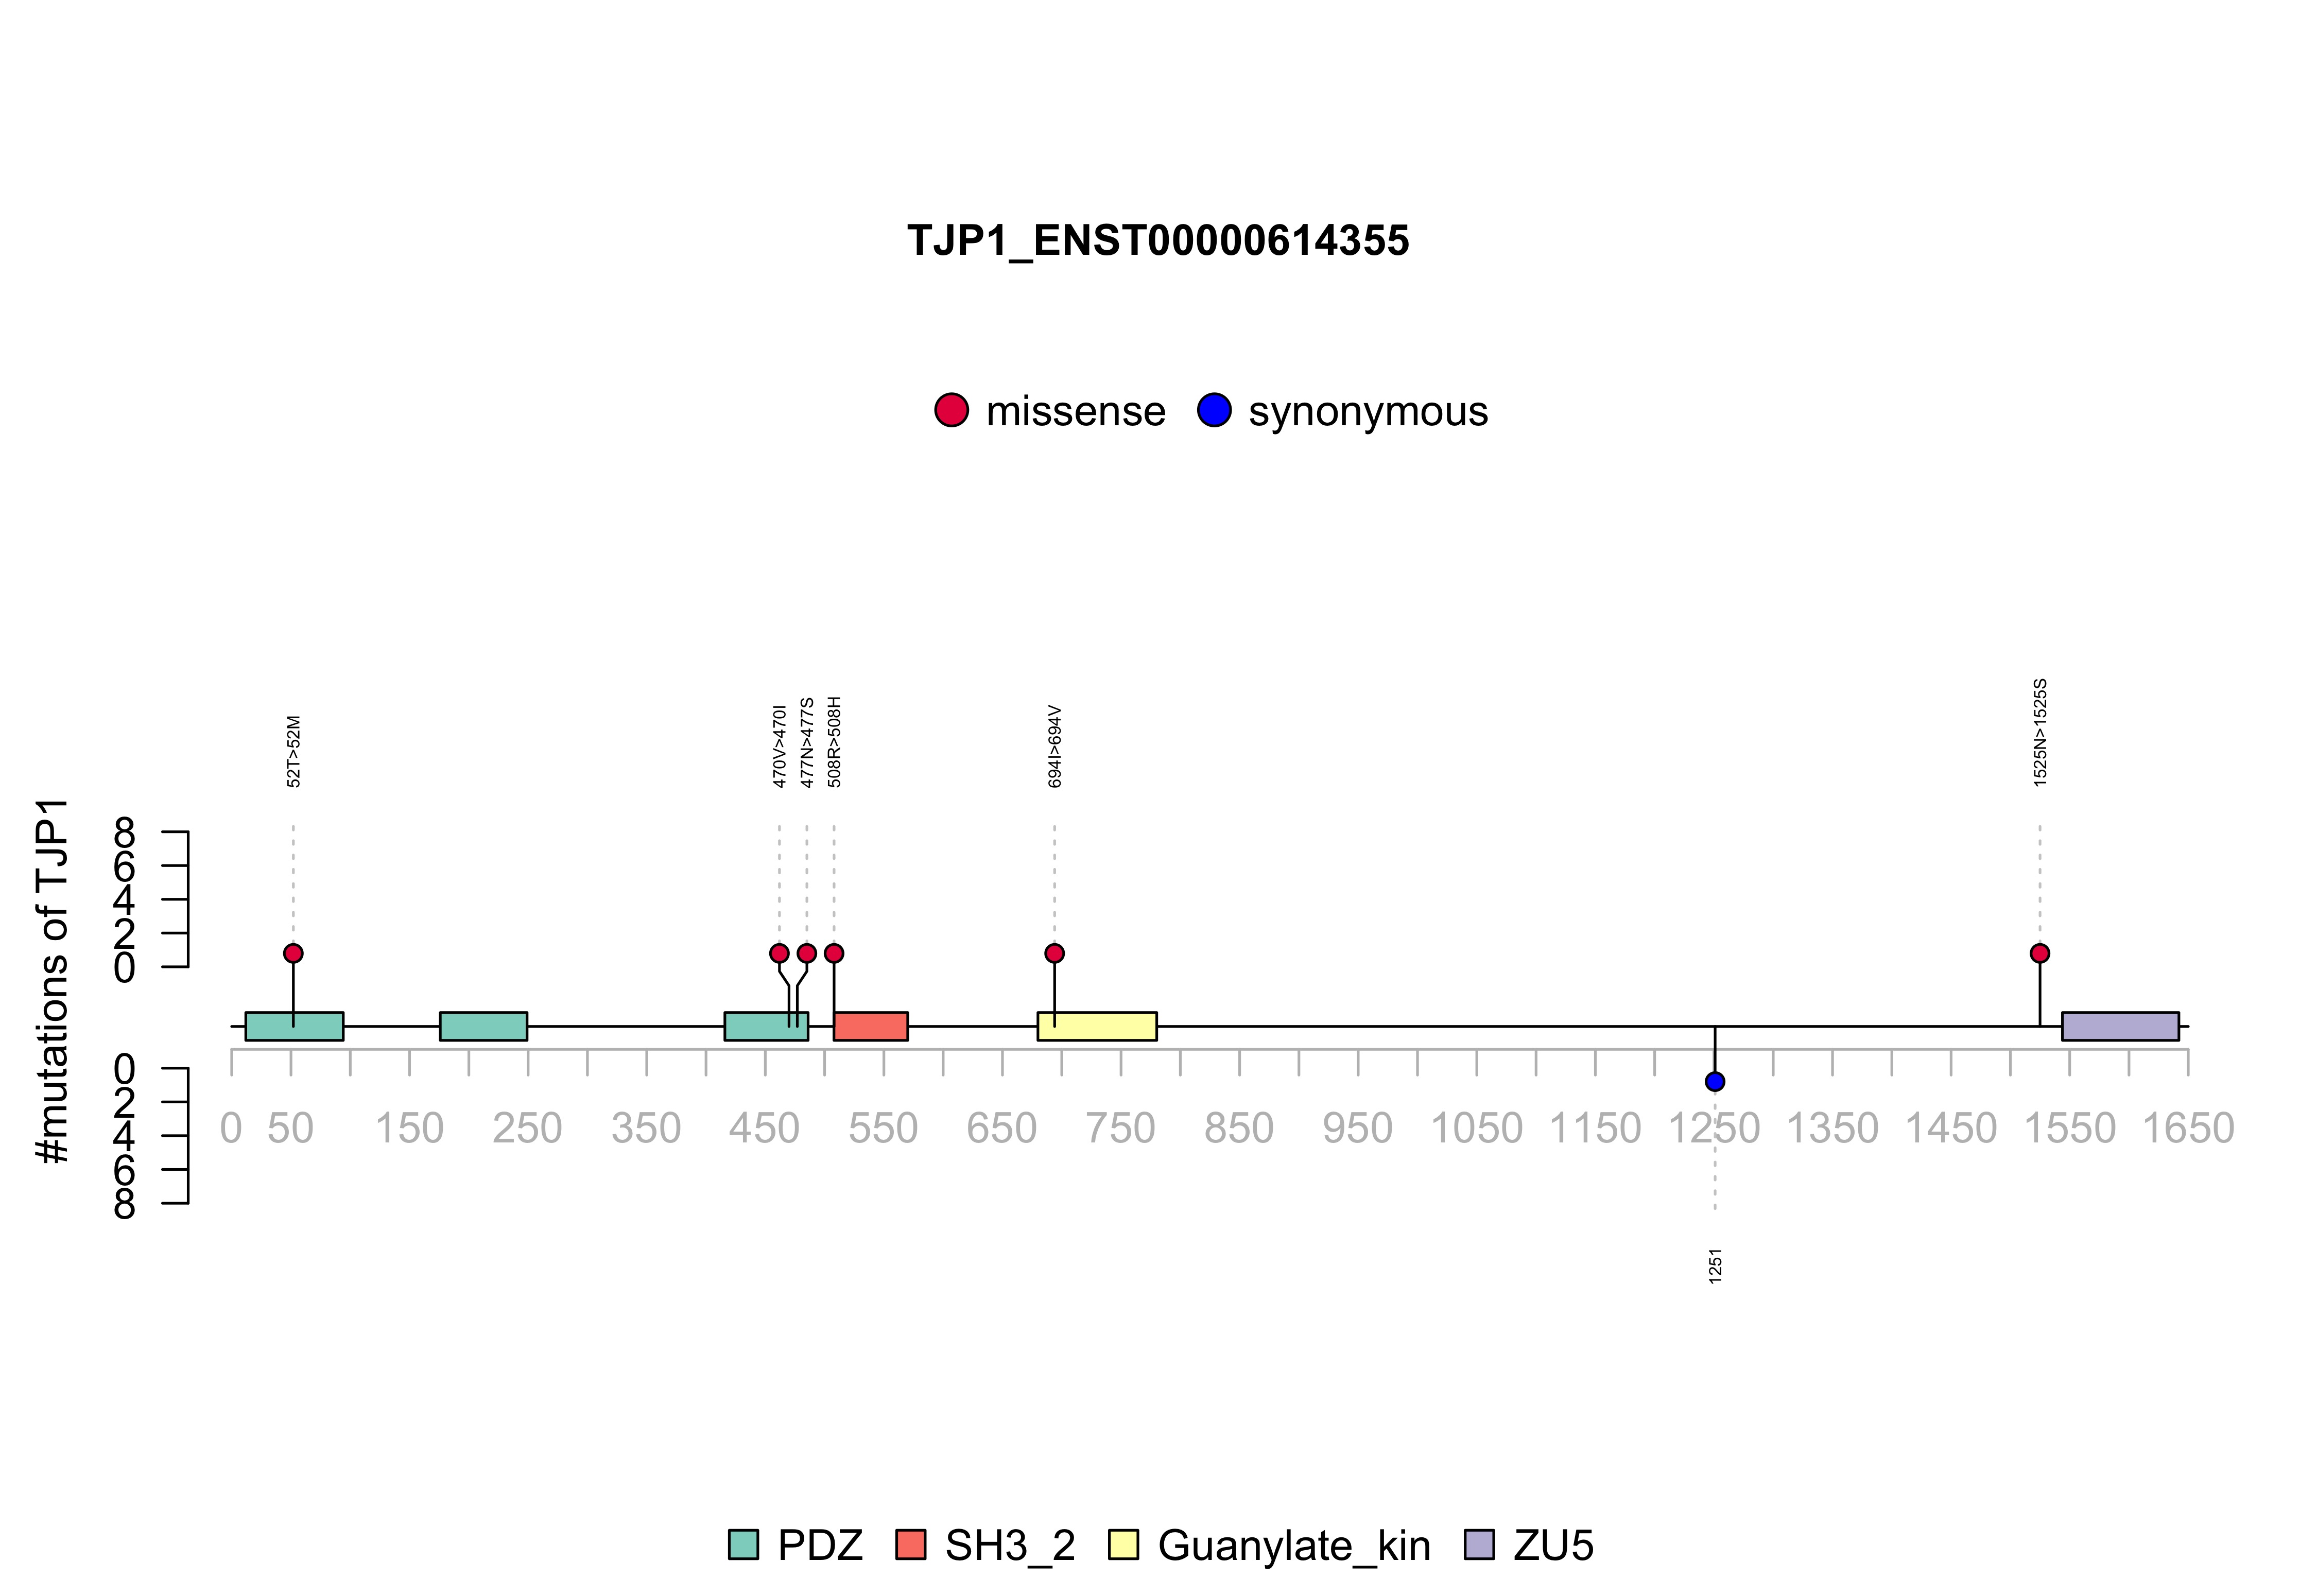 TJP1_ENST00000614355
missense synonymous
52T>52M
470V>470I
477N>477S
508R>508H
694I>694V
1525N>1525S
#mutations of TJP1
8
6
4
2
0
0
2
4
6
8
0 50 150 250 350 450 550 650 750 850 950 1050 1150 1250 1350 1450 1550 1650
1251
PDZ SH3_2 Guanylate_kin ZU5